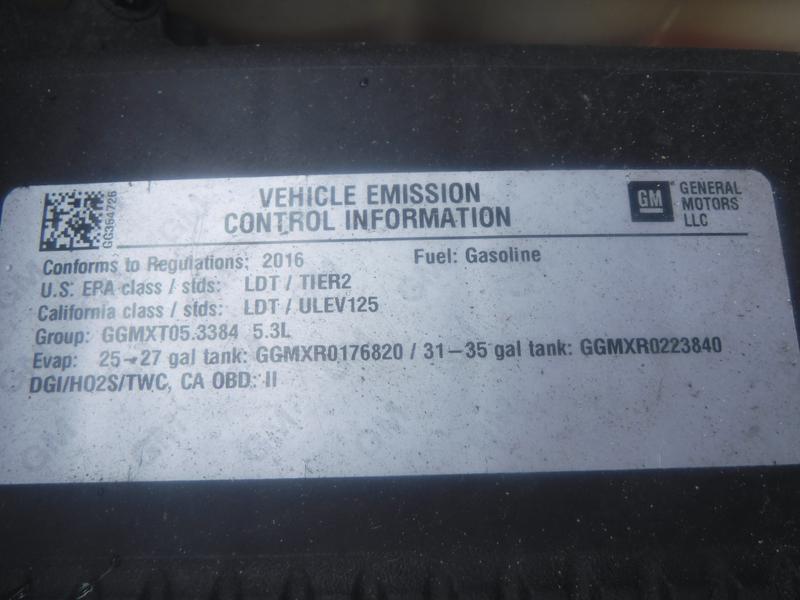 VEHICLE EMISSION
CONTROL INFORMATION
GM
GENERAL
MOTORS
LLC
GG354726
Conforms to Regulations: 2016 Fuel: Gasoline
U.S. EPA class / stds: LDT / TIER2
California class / stds: LDT / ULEV125
Group: GGMXT05.3384 5.3L
Evap: 25-27 gal tank: GGMXR0176820 / 31-35 gal tank: GGMXR0223840
DGI/HO2S/TWC, CA OBD: II